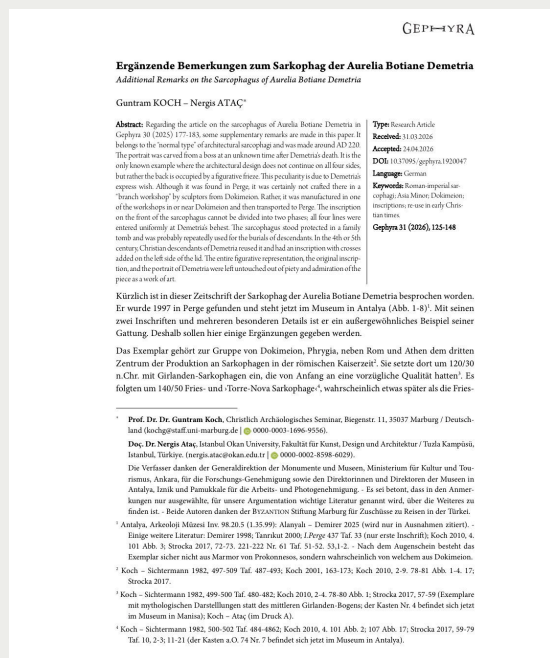 GEPHYRA
Ergänzende Bemerkungen zum Sarkophag der Aurelia Botiane Demetria
Additional Remarks on the Sarcophagus of Aurelia Botiane Demetria
Guntram KOCH – Nergis ATAÇ*
Abstract: Regarding the article on the sarcophagus of Aurelia Botiane Demetria in
Gephyra 30 (2025) 177-183, some supplementary remarks are made in this paper. It
belongs to the "normal type" of architectural sarcophagi and was made around AD 220.
The portrait was carved from a boss at an unknown time after Demetria's death. It is the
only known example where the architectural design does not continue on all four sides,
but rather the back is occupied by a figurative frieze. This peculiarity is due to Demetria's
express wish. Although it was found in Perge, it was certainly not crafted there in a
"branch workshop" by sculptors from Dokimeion. Rather, it was manufactured in one
of the workshops in or near Dokimeion and then transported to Perge. The inscription
on the front of the sarcophagus cannot be divided into two phases; all four lines were
entered uniformly at Demetria's behest. The sarcophagus stood protected in a family
tomb and was probably repeatedly used for the burials of descendants. In the 4th or 5th
century, Christian descendants of Demetria reused it and had an inscription with crosses
added on the left side of the lid. The entire figurative representation, the original inscrip-
tion, and the portrait of Demetria were left untouched out of piety and admiration of the
piece as a work of art.
Type: Research Article
Received: 31.03.2026
Accepted: 24.04.2026
DOI: 10.37095/gephyra.1920047
Language: German
Keywords: Roman-imperial sar-
cophagi; Asia Minor; Dokimeion;
inscriptions; re-use in early Chris-
tian times.
Gephyra 31 (2026), 125-148
Kürzlich ist in dieser Zeitschrift der Sarkophag der Aurelia Botiane Demetria besprochen worden.
Er wurde 1997 in Perge gefunden und steht jetzt im Museum in Antalya (Abb. 1-8)¹. Mit seinen
zwei Inschriften und mehreren besonderen Details ist er ein außergewöhnliches Beispiel seiner
Gattung. Deshalb sollen hier einige Ergänzungen gegeben werden.
Das Exemplar gehört zur Gruppe von Dokimeion, Phrygia, neben Rom und Athen dem dritten
Zentrum der Produktion an Sarkophagen in der römischen Kaiserzeit². Sie setzte dort um 120/30
n.Chr. mit Girlanden-Sarkophagen ein, die von Anfang an eine vorzügliche Qualität hatten³. Es
folgten um 140/50 Fries- und ›Torre-Nova Sarkophage‹⁴, wahrscheinlich etwas später als die Fries-
* Prof. Dr. Dr. Guntram Koch, Christlich Archäologisches Seminar, Biegenstr. 11, 35037 Marburg / Deutsch-
land (kochg@staff.uni-marburg.de | 0000-0003-1696-9556).
Doç. Dr. Nergis Ataç, Istanbul Okan University, Fakultät für Kunst, Design und Architektur / Tuzla Kampüsü,
Istanbul, Türkiye. (nergis.atac@okan.edu.tr | 0000-0002-8598-6029).
Die Verfasser danken der Generaldirektion der Monumente und Museen, Ministerium für Kultur und Tou-
rismus, Ankara, für die Forschungs-Genehmigung sowie den Direktorinnen und Direktoren der Museen in
Antalya, Iznik und Pamukkale für die Arbeits- und Photogenehmigung. - Es sei betont, dass in den Anmer-
kungen nur ausgewählte, für unsere Argumentation wichtige Literatur genannt wird, über die Weiteres zu
finden ist. - Beide Autoren danken der BYZANTION Stiftung Marburg für Zuschüsse zu Reisen in der Türkei.
¹ Antalya, Arkeoloji Müzesi Inv. 98.20.5 (1.35.99): Alanyalı – Demirer 2025 (wird nur in Ausnahmen zitiert). -
Einige weitere Literatur: Demirer 1998; Tanrıkut 2000; I.Perge 437 Taf. 33 (nur erste Inschrift); Koch 2010, 4.
101 Abb. 3; Strocka 2017, 72-73. 221-222 Nr. 61 Taf. 51-52. 53,1-2. - Nach dem Augenschein besteht das
Exemplar sicher nicht aus Marmor von Prokonnesos, sondern wahrscheinlich von welchem aus Dokimeion.
² Koch – Sichtermann 1982, 497-509 Taf. 487-493; Koch 2001, 163-173; Koch 2010, 2-9. 78-81 Abb. 1-4. 17;
Strocka 2017.
³ Koch – Sichtermann 1982, 499-500 Taf. 480-482; Koch 2010, 2-4. 78-80 Abb. 1; Strocka 2017, 57-59 (Exemplare
mit mythologischen Darstelllungen statt des mittleren Girlanden-Bogens; der Kasten Nr. 4 befindet sich jetzt
im Museum in Manisa); Koch – Ataç (im Druck A).
⁴ Koch – Sichtermann 1982, 500-502 Taf. 484-4862; Koch 2010, 4. 101 Abb. 2; 107 Abb. 17; Strocka 2017, 59-79
Taf. 10, 2-3; 11-21 (der Kasten a.O. 74 Nr. 7 befindet sich jetzt im Museum in Antalya).